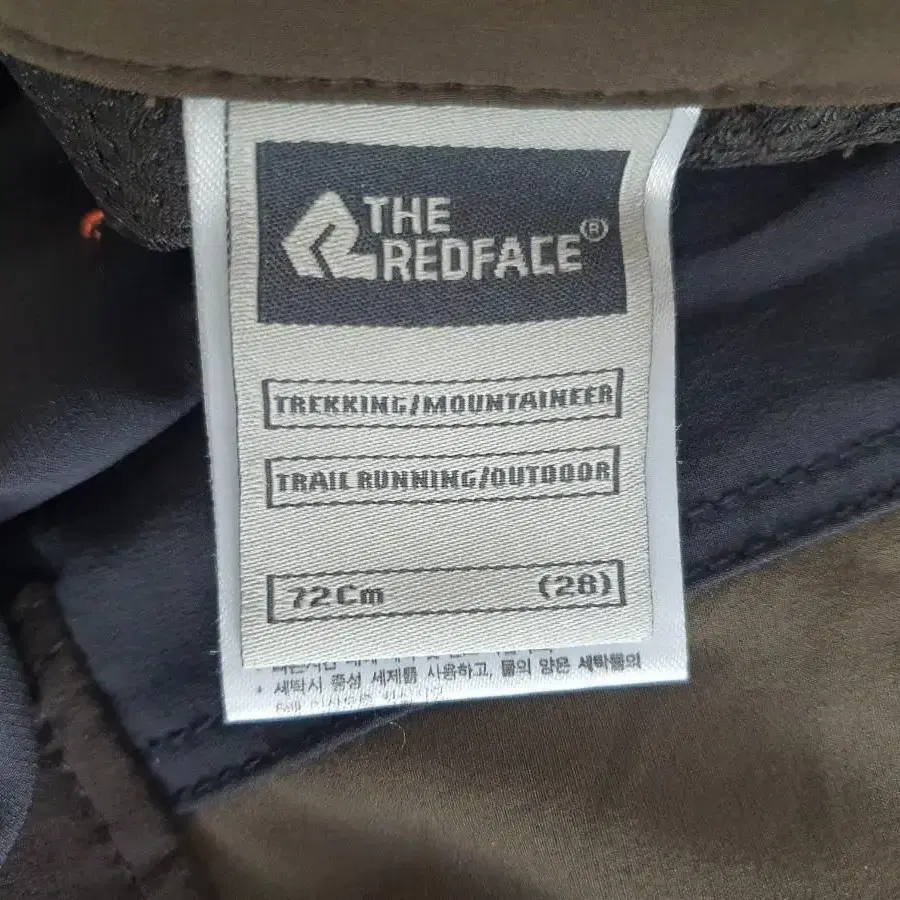 THE
REDFACE®
TREKKING/MOUNTAINEER
TRAIL RUNNING/OUTDOOR
72Cm (28)
* 세탁시 중성 세제를 사용하고, 물의 양은 세탁물의